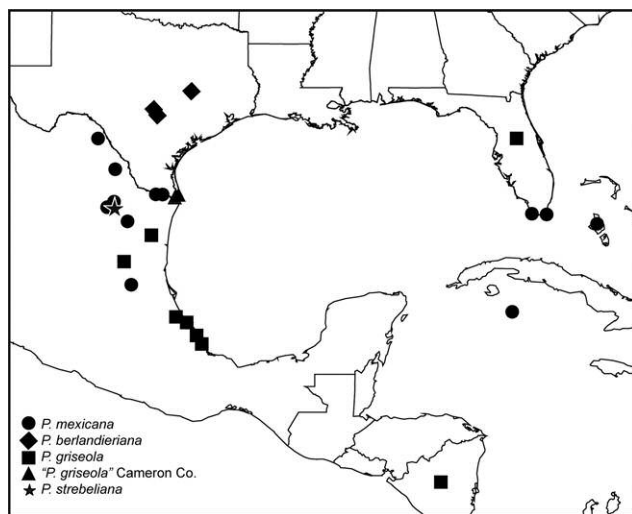 P. mexicana
P. berlandieriana
P. griseola
“P. griseola” Cameron Co.
P. strebeliana